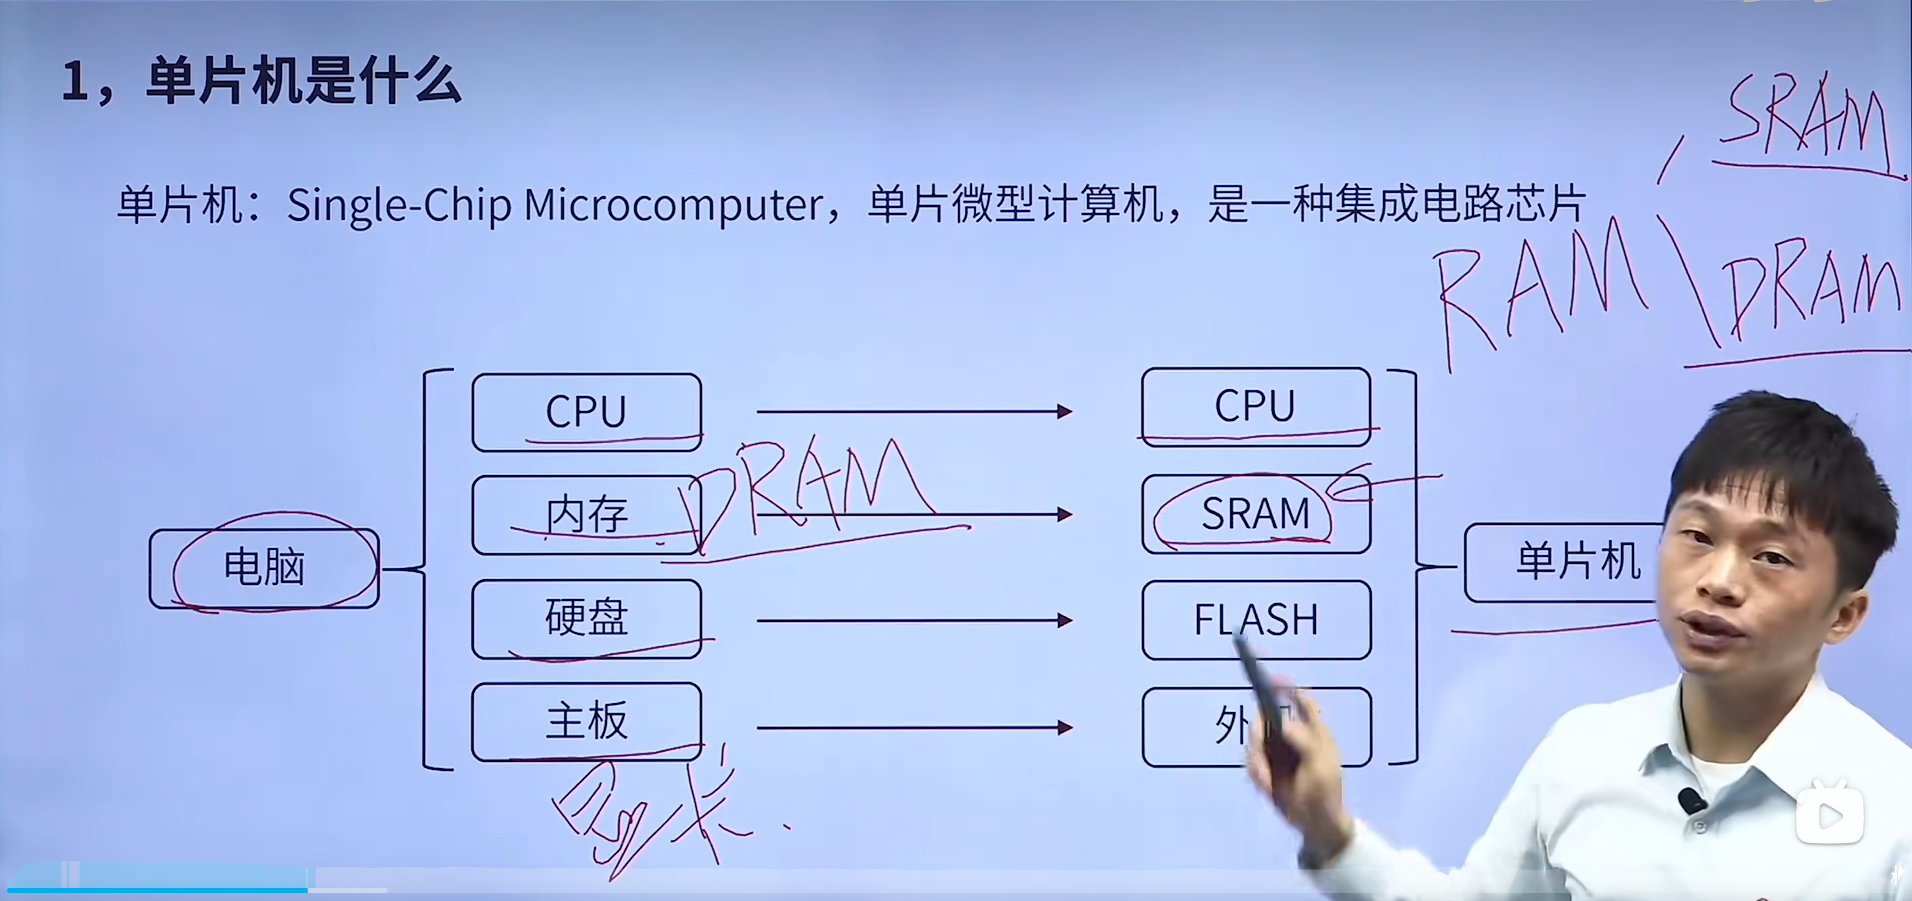 1，单片机是什么
SRAM
单片机：Single-Chip Microcomputer，单片微型计算机，是一种集成电路芯片
RAM
DRAM
CPU
CPU
DRAM
内存
SRAM
电脑
单片机
硬盘
FLASH
主板
外
显卡